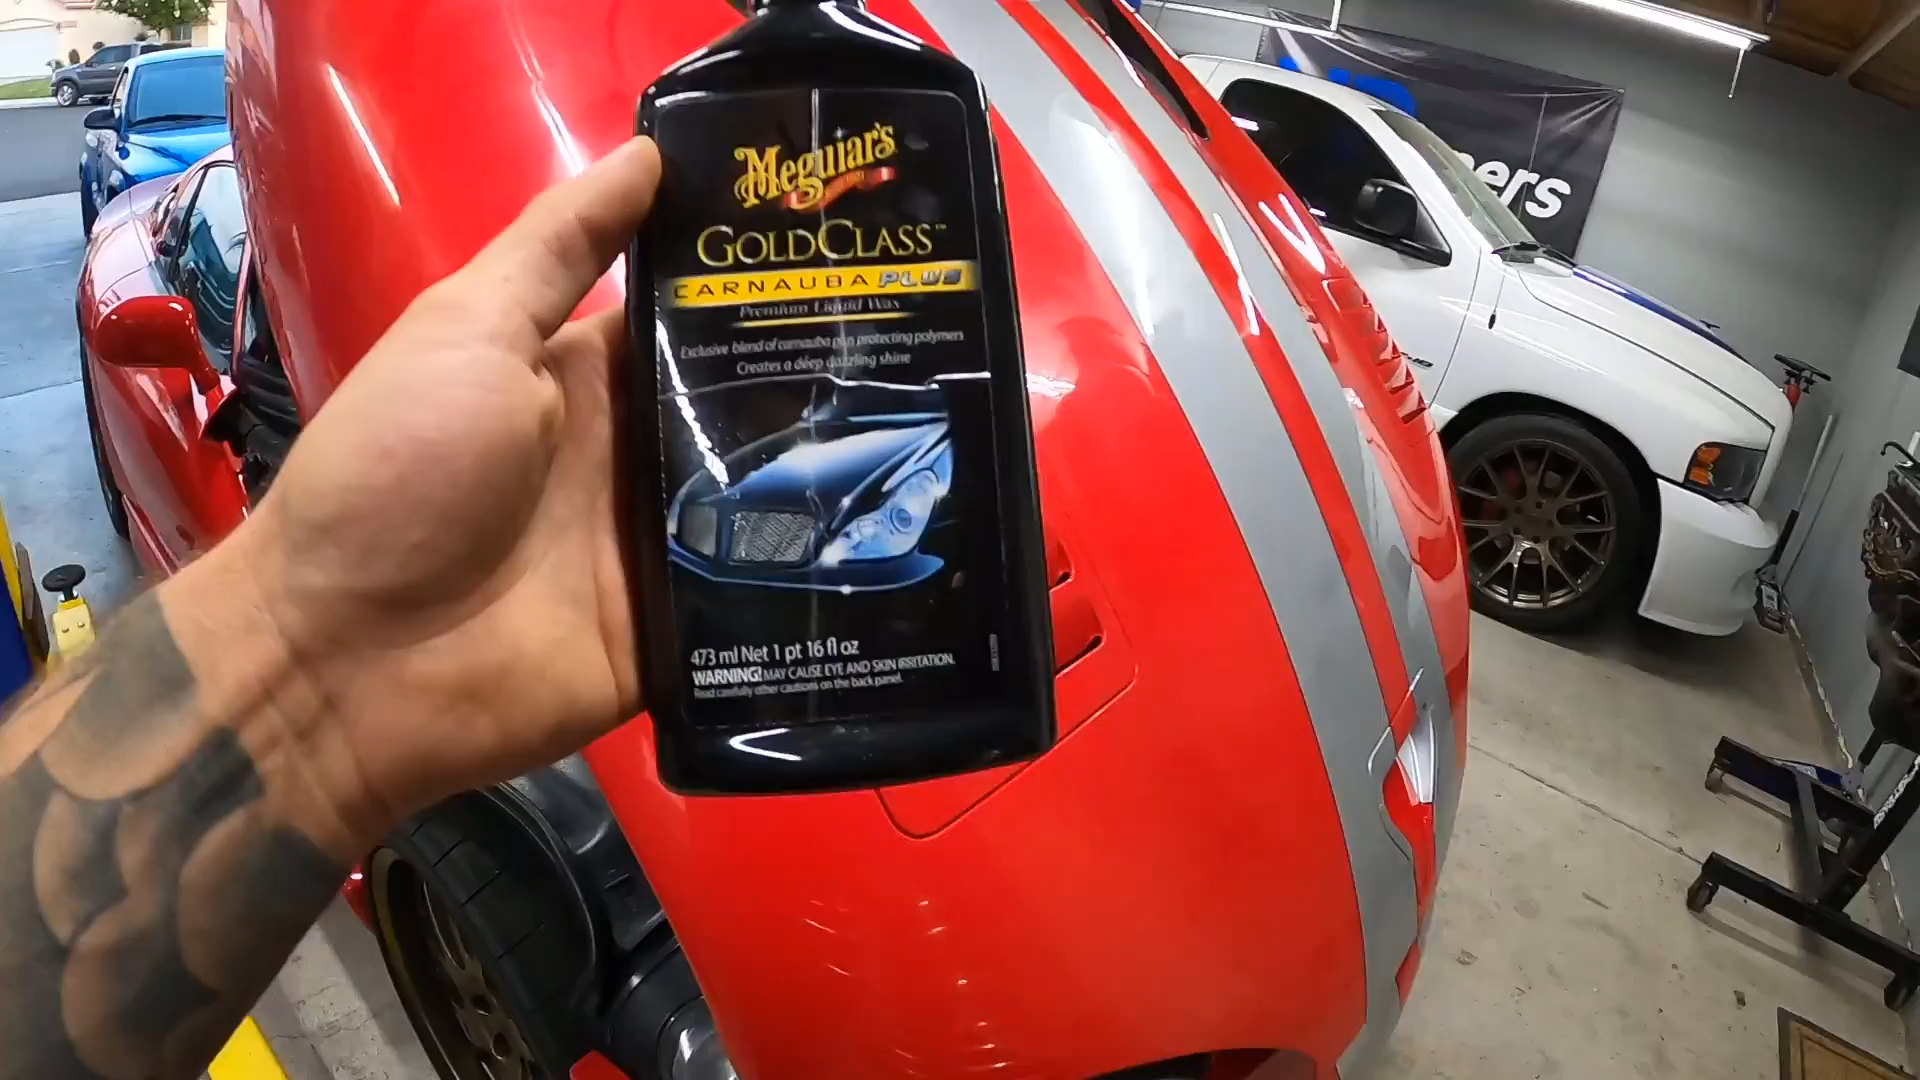 Meguiar's
GOLDCLASS™
CARNAUBA PLUS
Premium Liquid Wax
Exclusive blend of carnauba plus protecting polymers
Creates a deep dazzling shine
473 ml Net 1 pt 16 fl oz
WARNING! MAY CAUSE EYE AND SKIN IRRITATION.
Read carefully other cautions on the back panel.
pers